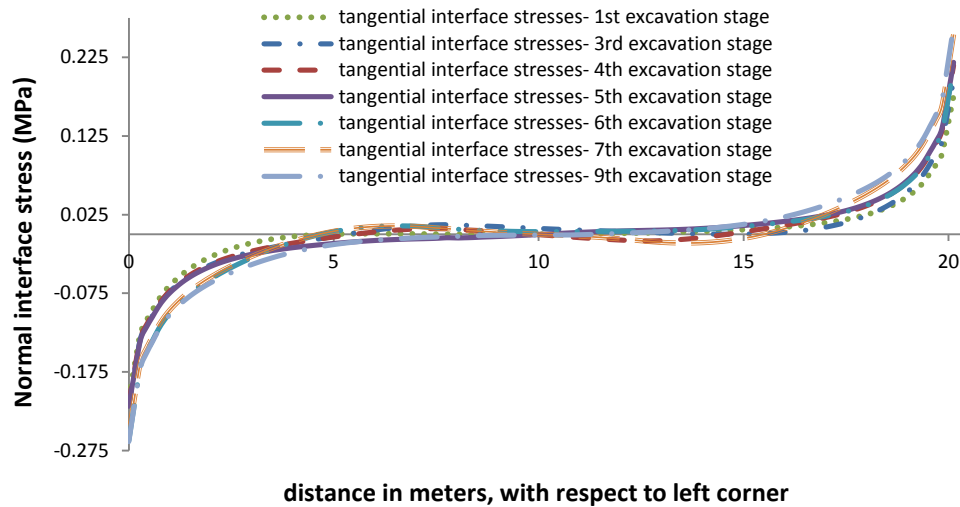 tangential interface stresses- 1st excavation stage
tangential interface stresses- 3rd excavation stage
tangential interface stresses- 4th excavation stage
tangential interface stresses- 5th excavation stage
tangential interface stresses- 6th excavation stage
tangential interface stresses- 7th excavation stage
tangential interface stresses- 9th excavation stage
Normal interface stress (MPa)
0.225
0.125
0.025
-0.075
-0.175
-0.275
0 5 10 15 20
distance in meters, with respect to left corner